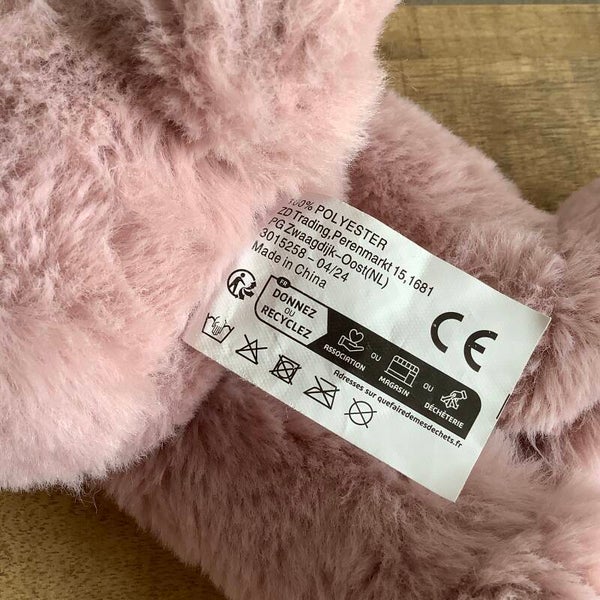 100% POLYESTER
ZD Trading,Perenmarkt 15,1681
PG Zwaagdijk-Oost(NL)
3015258 - 04/24
Made in China
CE
FR
DONNEZ
OU
RECYCLEZ
ASSOCIATION
OU
MAGASIN
OU
DÉCHÈTERIE
Adresses sur quefairedemesdechets.fr